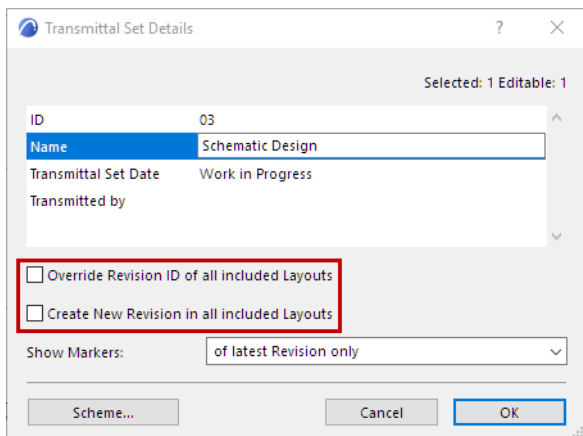 Transmittal Set Details
Selected: 1 Editable: 1
ID 03
Name Schematic Design
Transmittal Set Date Work in Progress
Transmitted by
Override Revision ID of all included Layouts
Create New Revision in all included Layouts
Show Markers: of latest Revision only
Scheme... Cancel OK